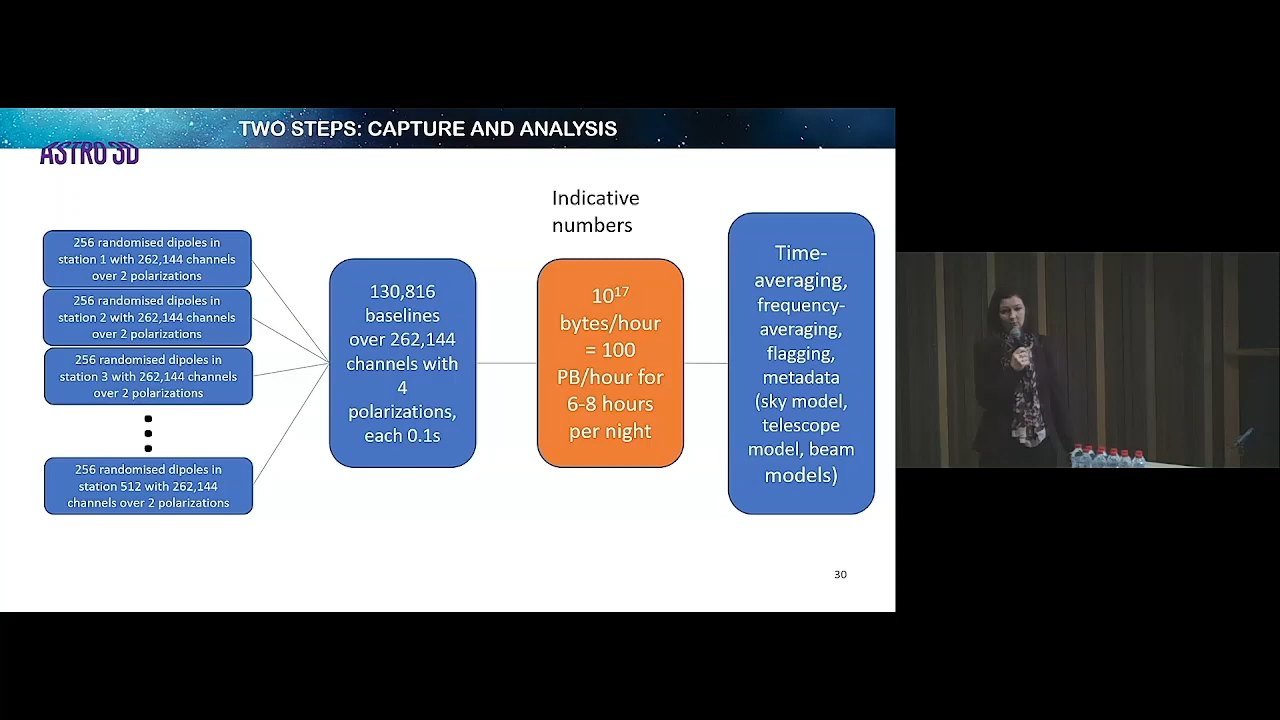 TWO STEPS: CAPTURE AND ANALYSIS
ASTRO 3D
Indicative
numbers
256 randomised dipoles in
station 1 with 262,144 channels
over 2 polarizations
256 randomised dipoles in
station 2 with 262,144 channels
over 2 polarizations
256 randomised dipoles in
station 3 with 262,144 channels
over 2 polarizations
256 randomised dipoles in
station 512 with 262,144
channels over 2 polarizations
130,816
baselines
over 262,144
channels with
4
polarizations,
each 0.1s
10¹⁷
bytes/hour
= 100
PB/hour for
6-8 hours
per night
Time-
averaging,
frequency-
averaging,
flagging,
metadata
(sky model,
telescope
model, beam
models)
30